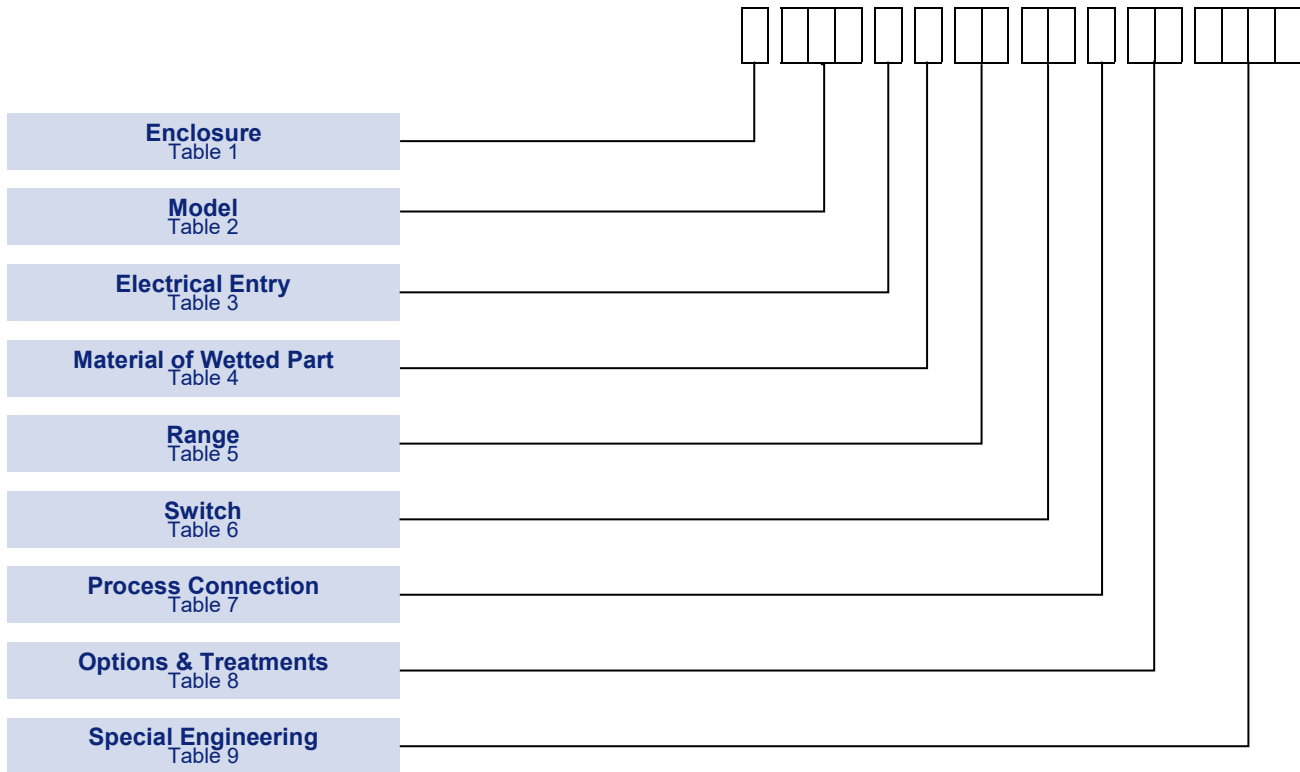 Enclosure
Table 1
Model
Table 2
Electrical Entry
Table 3
Material of Wetted Part
Table 4
Range
Table 5
Switch
Table 6
Process Connection
Table 7
Options & Treatments
Table 8
Special Engineering
Table 9